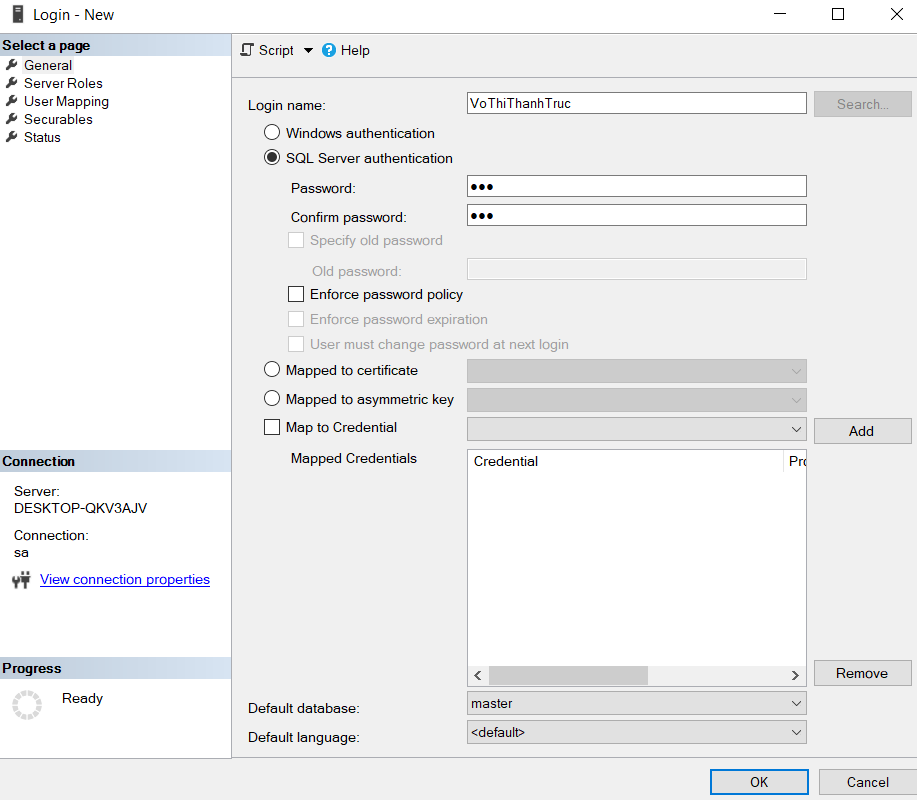 Login - New
Select a page
General
Server Roles
User Mapping
Securables
Status
Connection
Server:
DESKTOP-QKV3AJV
Connection:
sa
View connection properties
Progress
Ready
Script
Help
Login name:
VoThiThanhTruc
Search...
Windows authentication
SQL Server authentication
Password:
●●●
Confirm password:
●●●
Specify old password
Old password:
Enforce password policy
Enforce password expiration
User must change password at next login
Mapped to certificate
Mapped to asymmetric key
Map to Credential
Add
Mapped Credentials
Credential
Pro
Remove
Default database:
master
Default language:
<default>
OK
Cancel